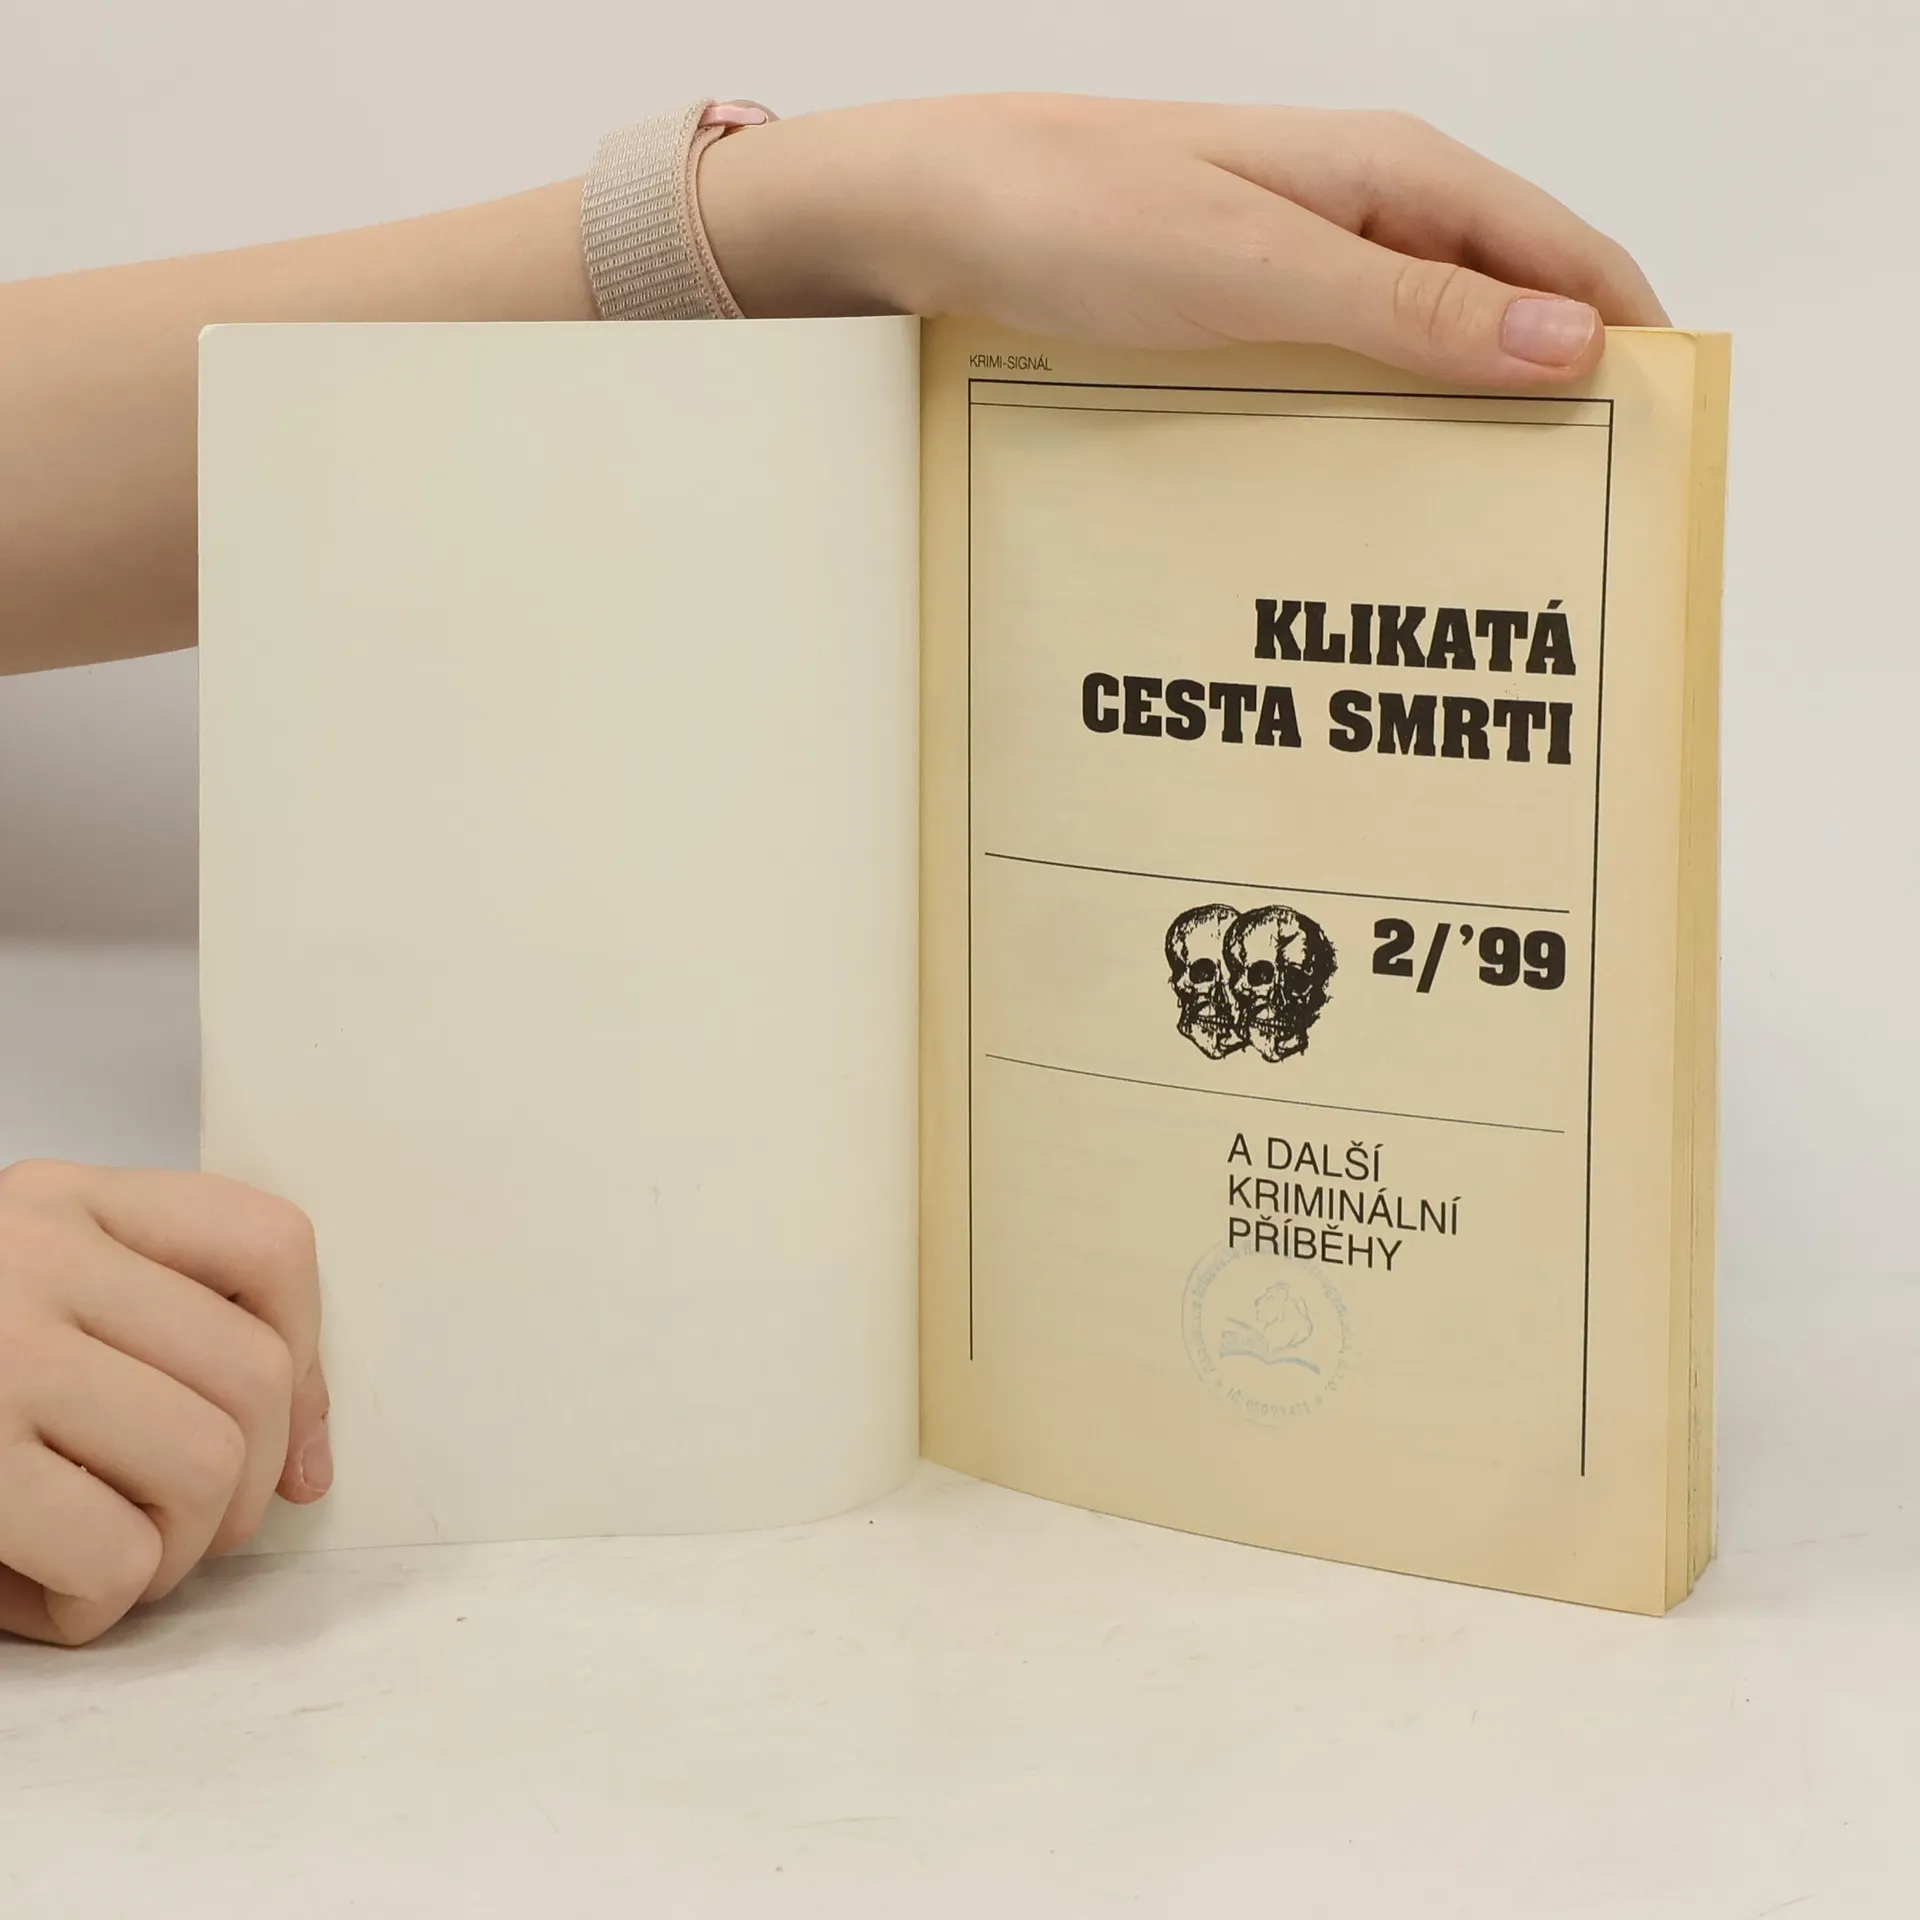 KRIMI-SIGNÁL
KLIKATÁ
CESTA SMRTI
2/’99
A DALŠÍ
KRIMINÁLNÍ
PŘÍBĚHY